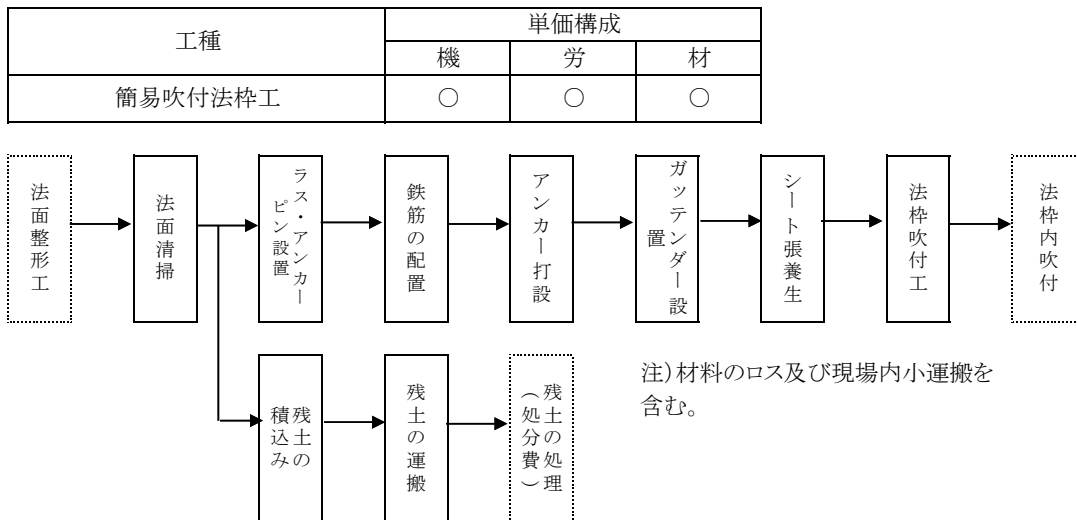 工種
単価構成
機
労
材
簡易吹付法枠工
○
○
○
法面整形工
法面清掃
ラス・アンカー
ピン設置
鉄筋の配置
アンカー打設
ガッテンダー設
置
シート張養生
法枠吹付工
法枠内吹付
残土の
積込み
残土の運搬
残土の処理
（処分費）
注)材料のロス及び現場内小運搬を
含む。